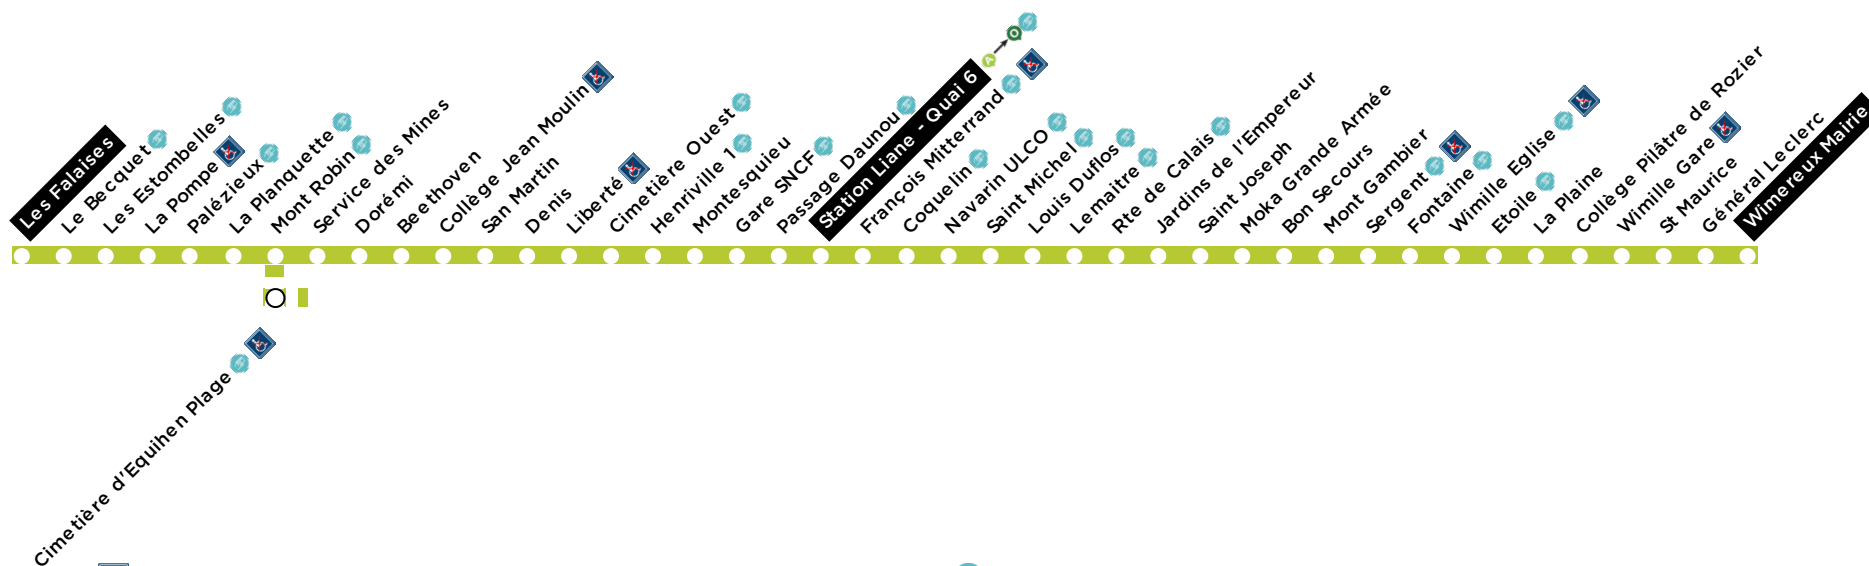 Les Falaises
Le Becquet
Les Estombelles
La Pompe
Palézieux
La Planquette
Mont Robin
Service des Mines
Dorémi
Beethoven
Collège Jean Moulin
San Martin
Denis
Liberté
Cimetière Ouest
Henriville 1
Montesquieu
Gare SNCF
Passage Daunou
Station Liane - Quai 6
A
O
François Mitterrand
Coquelin
Navarin ULCO
Saint Michel
Louis Duflos
Lemaitre
Rte de Calais
Jardins de l'Empereur
Saint Joseph
Moka Grande Armée
Bon Secours
Mont Gambier
Sergent
Fontaine
Wimille Eglise
Etoile
La Plaine
Collège Pilâtre de Rozier
Wimille Gare
St Maurice
Général Leclerc
Wimereux Mairie
Cimetière d'Equihen Plage